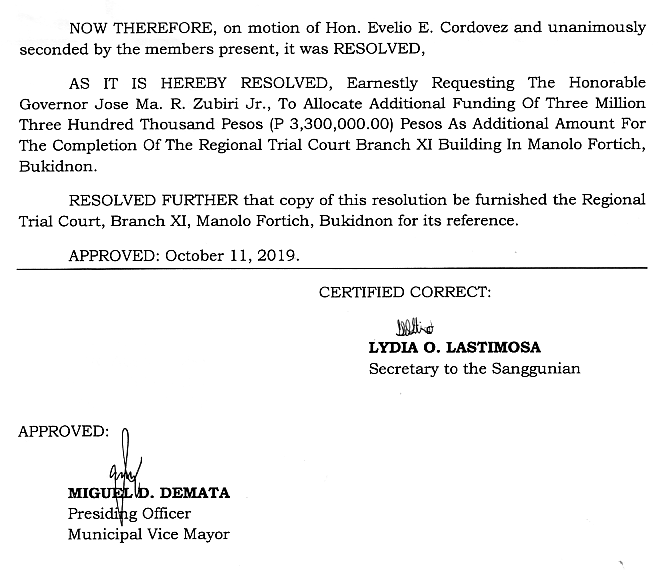 NOW THEREFORE, on motion of Hon. Evelio E. Cordovez and unanimously
seconded by the members present, it was RESOLVED,
AS IT IS HEREBY RESOLVED, Earnestly Requesting The Honorable
Governor Jose Ma. R. Zubiri Jr., To Allocate Additional Funding Of Three Million
Three Hundred Thousand Pesos (P 3,300,000.00) Pesos As Additional Amount For
The Completion Of The Regional Trial Court Branch XI Building In Manolo Fortich,
Bukidnon.
RESOLVED FURTHER that copy of this resolution be furnished the Regional
Trial Court, Branch XI, Manolo Fortich, Bukidnon for its reference.
APPROVED: October 11, 2019.
CERTIFIED CORRECT:
LYDIA O. LASTIMOSA
Secretary to the Sanggunian
APPROVED:
MIGUEL D. DEMATA
Presiding Officer
Municipal Vice Mayor